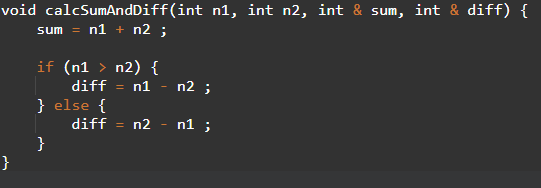 void calcSumAndDiff(int n1, int n2, int & sum, int & diff) {
    sum = n1 + n2 ;

    if (n1 > n2) {
        diff = n1 - n2 ;
    } else {
        diff = n2 - n1 ;
    }
}